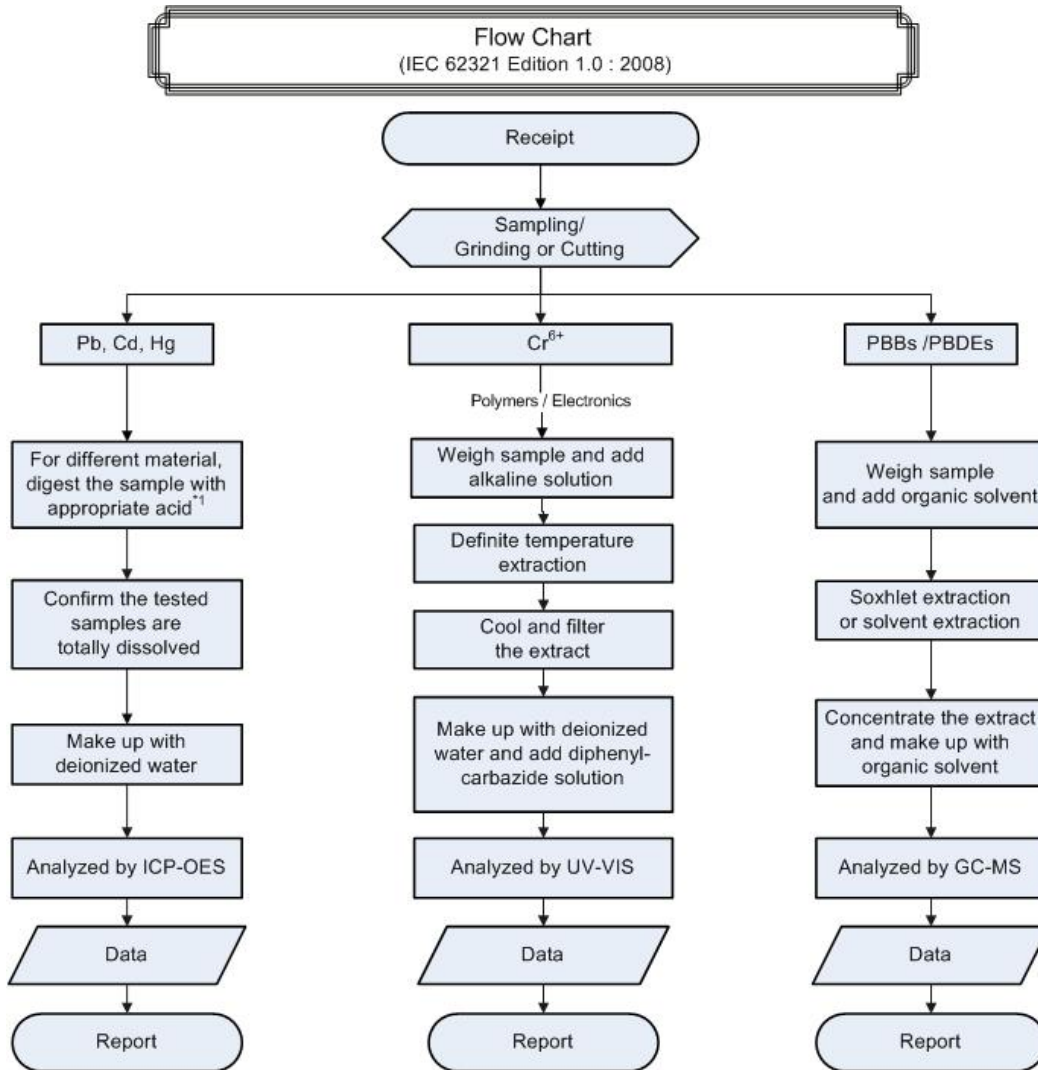 Flow Chart
(IEC 62321 Edition 1.0 : 2008)
Receipt
Sampling/
Grinding or Cutting
Pb, Cd, Hg
For different material,
digest the sample with
appropriate acid*1
Confirm the tested
samples are
totally dissolved
Make up with
deionized water
Analyzed by ICP-OES
Data
Report
Cr6+
Polymers / Electronics
Weigh sample and add
alkaline solution
Definite temperature
extraction
Cool and filter
the extract
Make up with deionized
water and add diphenyl-
carbazide solution
Analyzed by UV-VIS
Data
Report
PBBs /PBDEs
Weigh sample
and add organic solvent
Soxhlet extraction
or solvent extraction
Concentrate the extract
and make up with
organic solvent
Analyzed by GC-MS
Data
Report